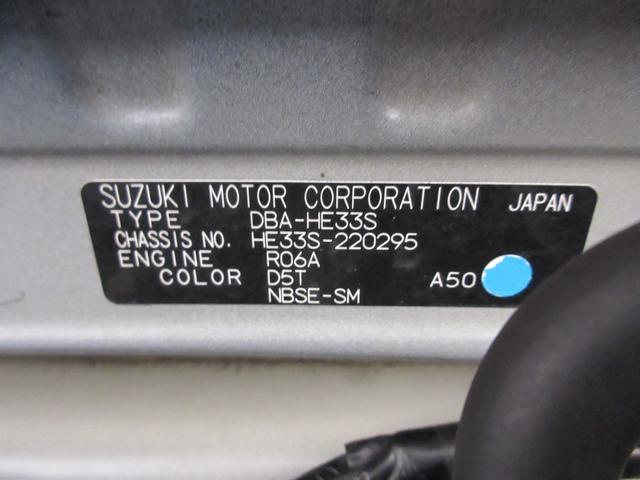 SUZUKI MOTOR CORPORATION JAPAN
TYPE DBA-HE33S
CHASSIS NO. HE33S-220295
ENGINE R06A
COLOR D5T A50
NBSE-SM